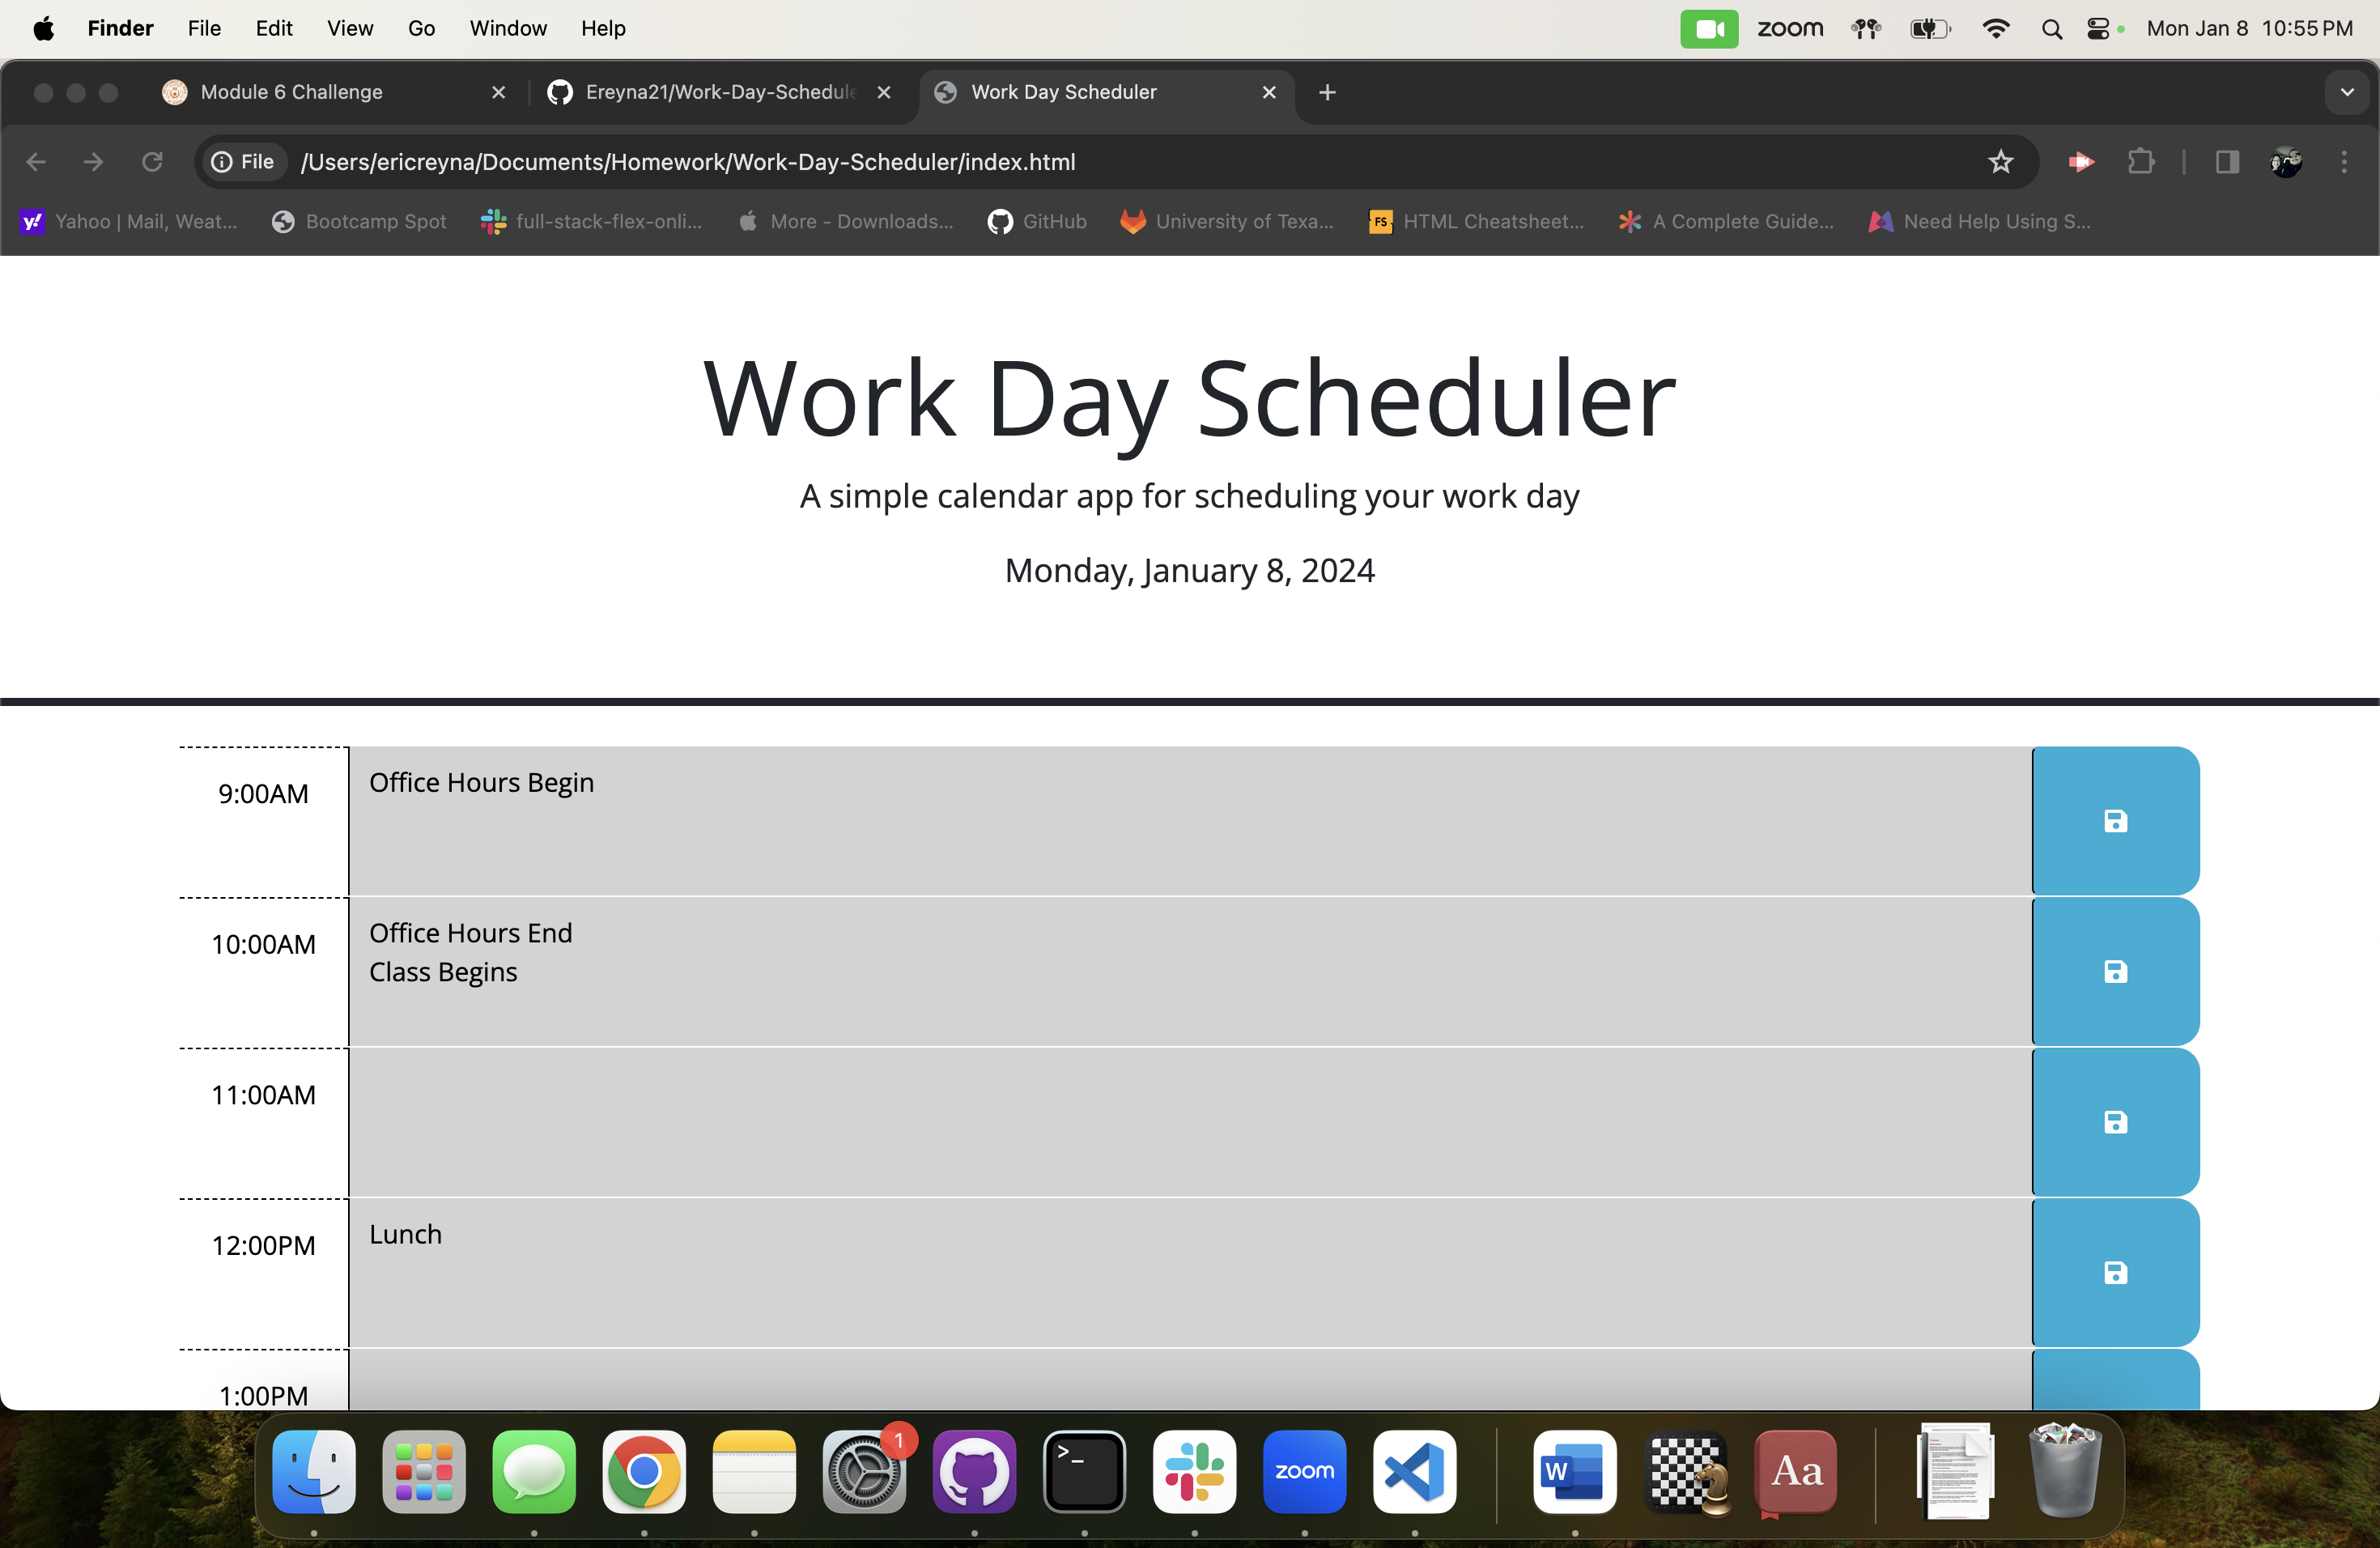 Finder File Edit View Go Window Help zoom Mon Jan 8 10:55 PM
Module 6 Challenge Ereyna21/Work-Day-Schedule Work Day Scheduler
File /Users/ericreyna/Documents/Homework/Work-Day-Scheduler/index.html
y! Yahoo | Mail, Weat... Bootcamp Spot full-stack-flex-onli... More - Downloads... GitHub University of Texa... FS HTML Cheatsheet... A Complete Guide... Need Help Using S...
Work Day Scheduler
A simple calendar app for scheduling your work day
Monday, January 8, 2024
9:00AM Office Hours Begin
10:00AM Office Hours End
Class Begins
11:00AM
12:00PM Lunch
1:00PM
1
>_ zoom W Aa